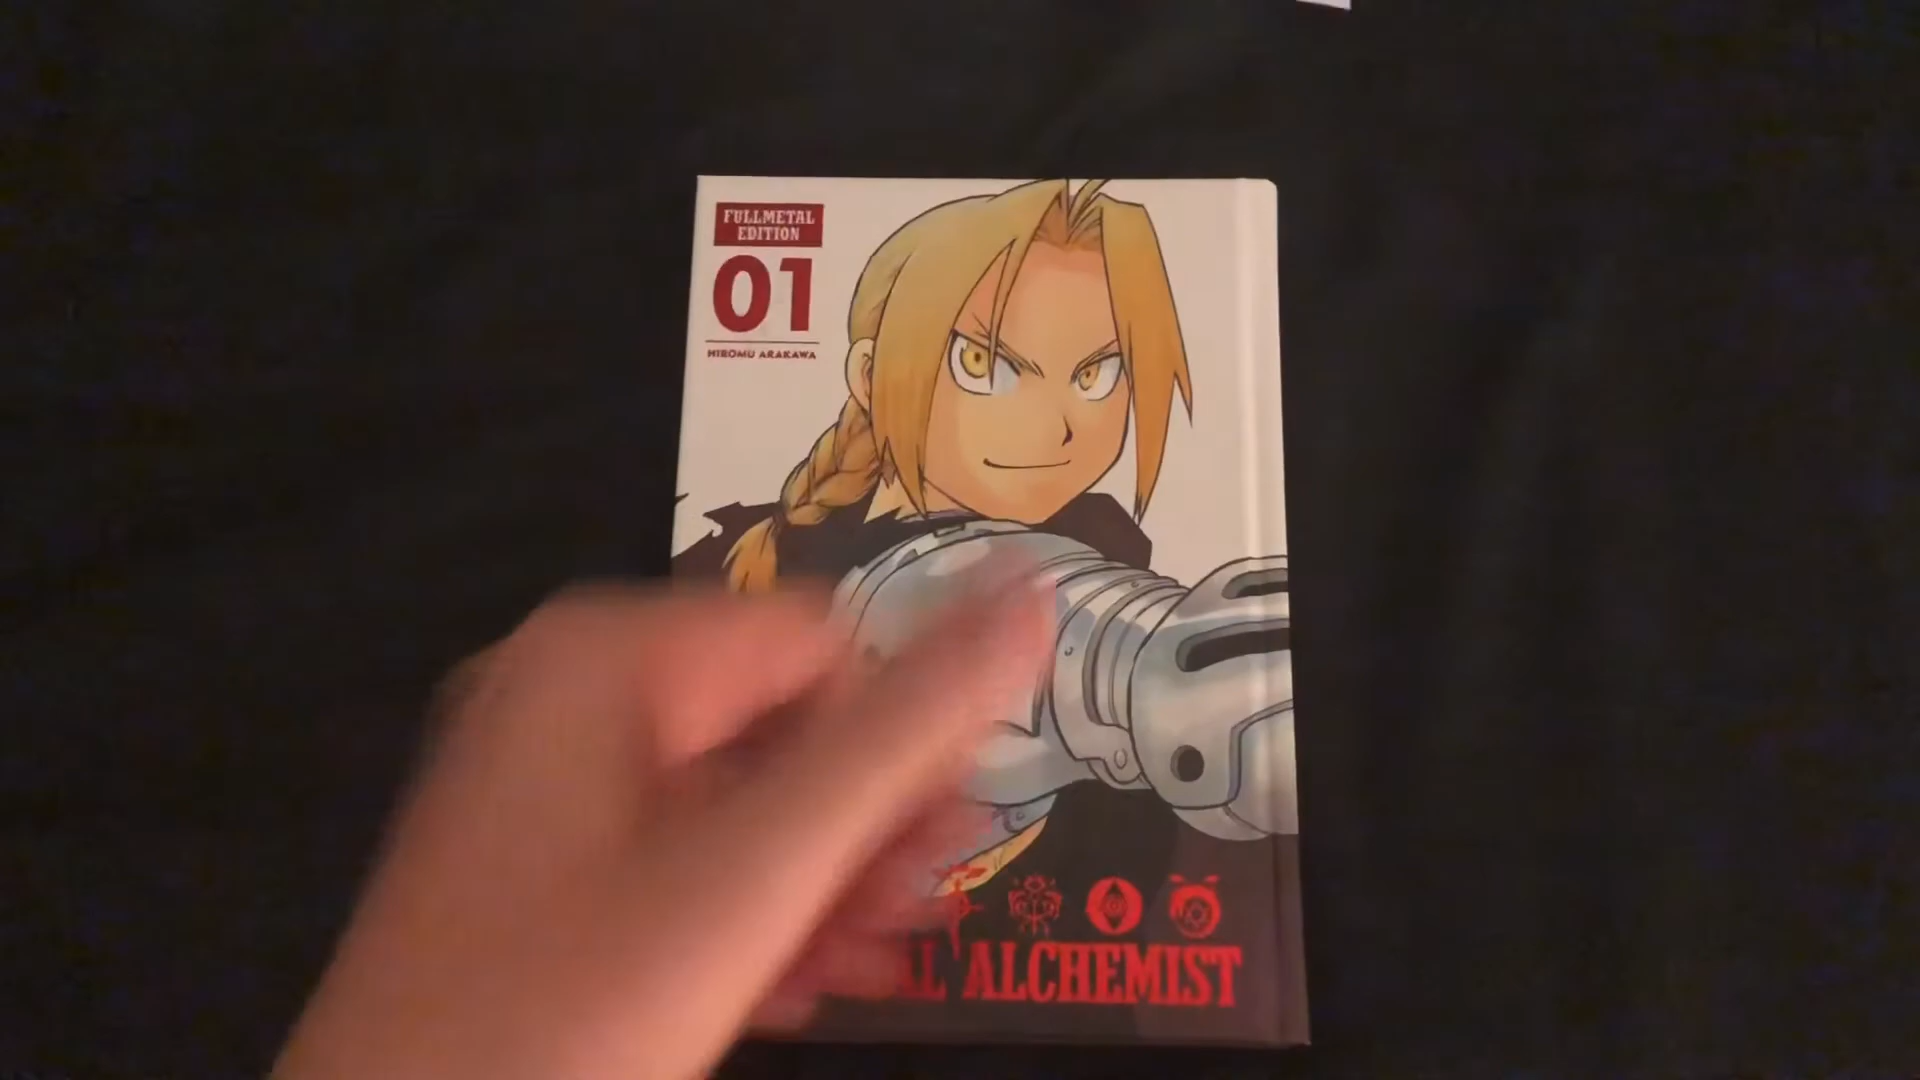 FULLMETAL
EDITION
01
HIROMU ARAKAWA
AL ALCHEMIST